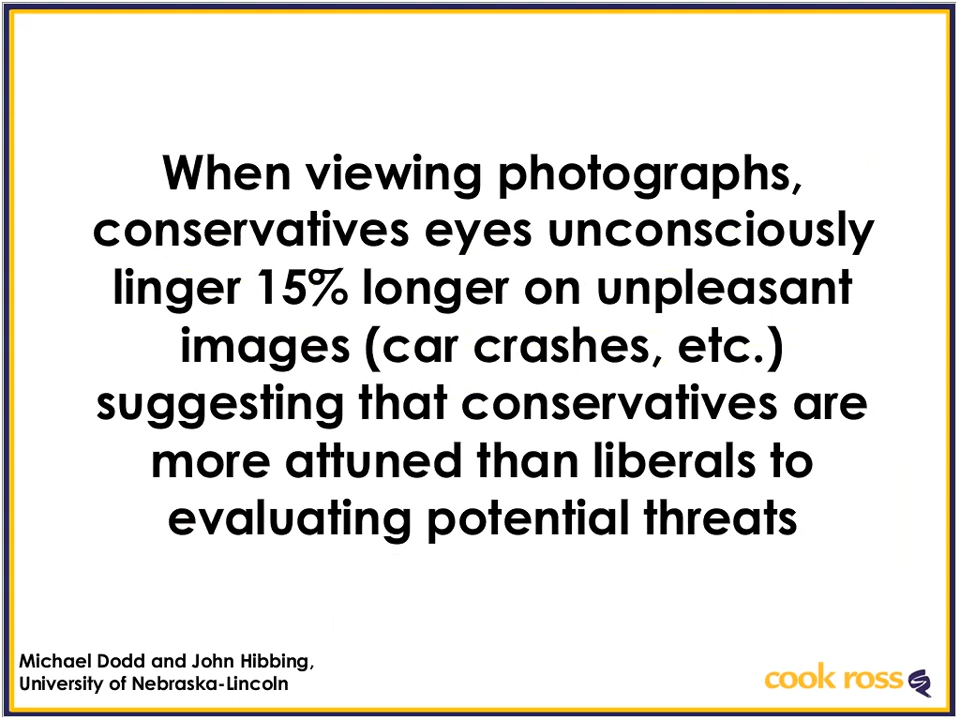 When viewing photographs,
conservatives eyes unconsciously
linger 15% longer on unpleasant
images (car crashes, etc.)
suggesting that conservatives are
more attuned than liberals to
evaluating potential threats
Michael Dodd and John Hibbing,
University of Nebraska-Lincoln
cook ross